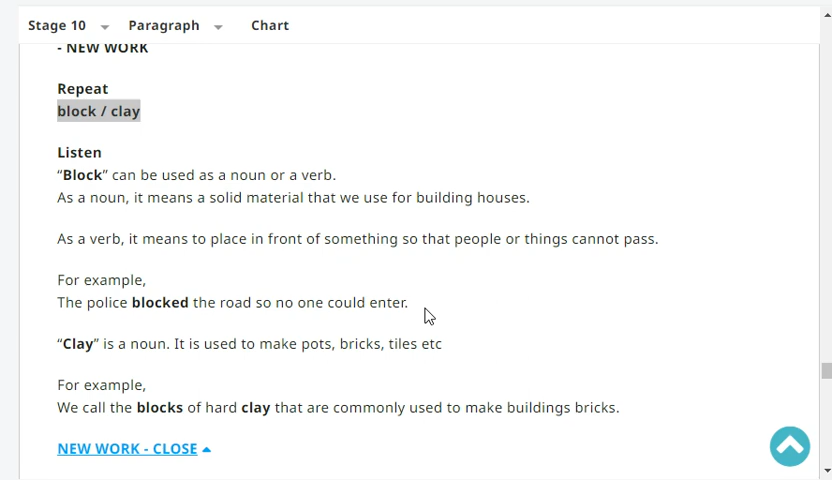 Stage 10 Paragraph Chart
- NEW WORK
Repeat
block / clay
Listen
“Block” can be used as a noun or a verb.
As a noun, it means a solid material that we use for building houses.
As a verb, it means to place in front of something so that people or things cannot pass.
For example,
The police blocked the road so no one could enter.
“Clay” is a noun. It is used to make pots, bricks, tiles etc
For example,
We call the blocks of hard clay that are commonly used to make buildings bricks.
NEW WORK - CLOSE